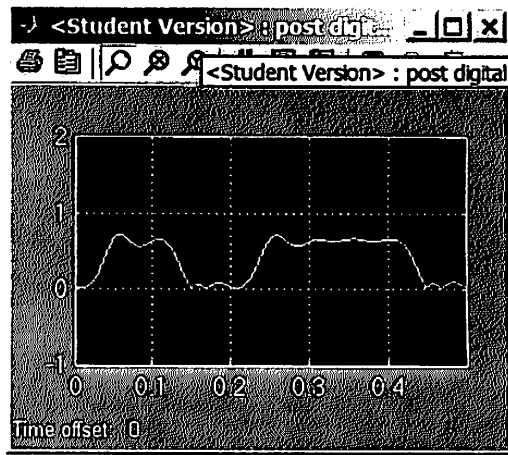 <Student Version> : post digit...
<Student Version> : post digital
2
1
0
-1
0 0.1 0.2 0.3 0.4
Time offset: 0